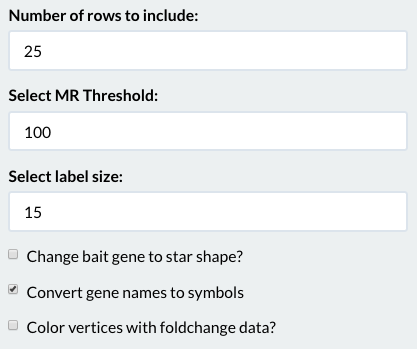 Number of rows to include:
25
Select MR Threshold:
100
Select label size:
15
Change bait gene to star shape?
Convert gene names to symbols
Color vertices with foldchange data?